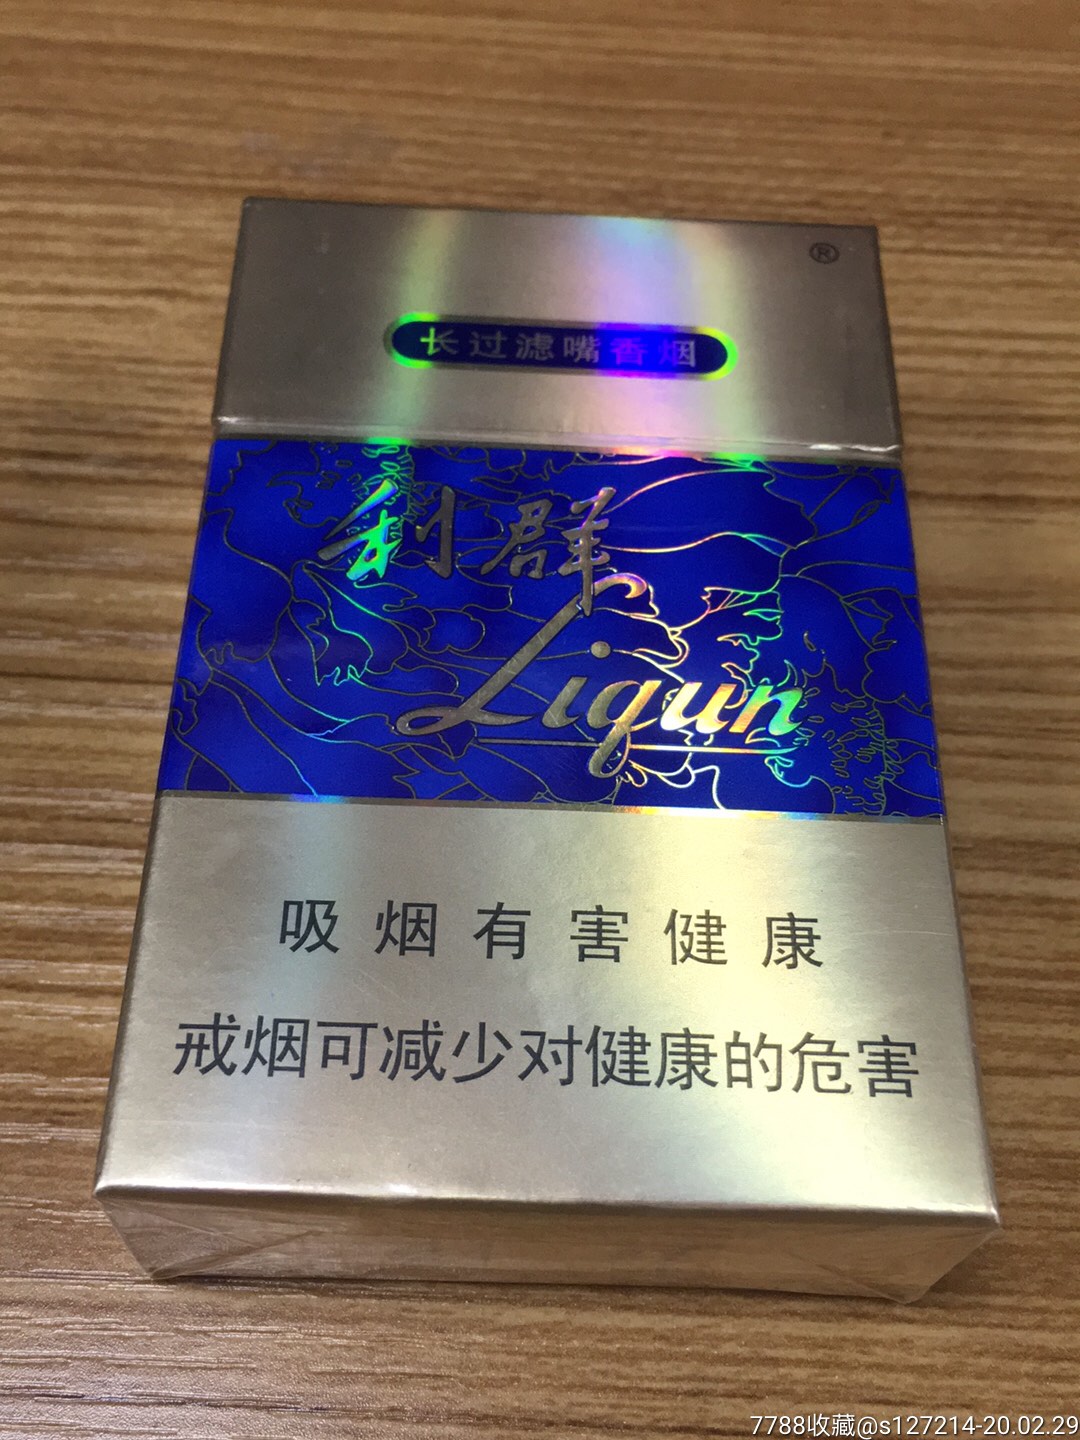 ®
长过滤嘴香烟
利群
Liqun
吸烟有害健康
戒烟可减少对健康的危害
7788收藏@s127214-20.02.29